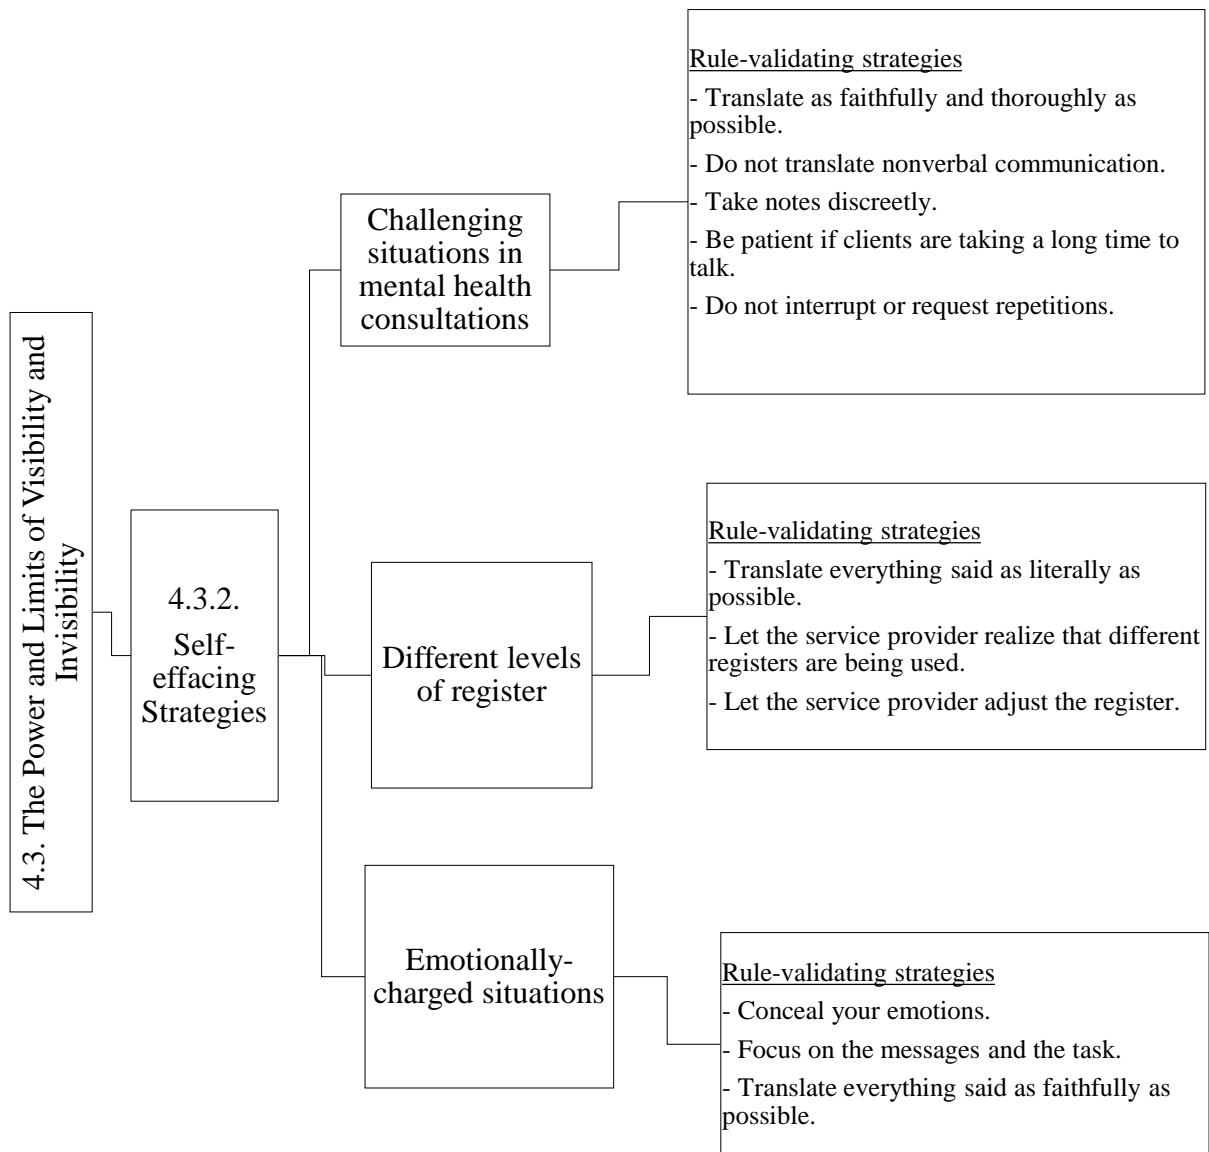 4.3. The Power and Limits of Visibility and
Invisibility
4.3.2.
Self-
effacing
Strategies
Challenging
situations in
mental health
consultations
Rule-validating strategies
- Translate as faithfully and thoroughly as
possible.
- Do not translate nonverbal communication.
- Take notes discreetly.
- Be patient if clients are taking a long time to
talk.
- Do not interrupt or request repetitions.
Different levels
of register
Rule-validating strategies
- Translate everything said as literally as
possible.
- Let the service provider realize that different
registers are being used.
- Let the service provider adjust the register.
Emotionally-
charged situations
Rule-validating strategies
- Conceal your emotions.
- Focus on the messages and the task.
- Translate everything said as faithfully as
possible.